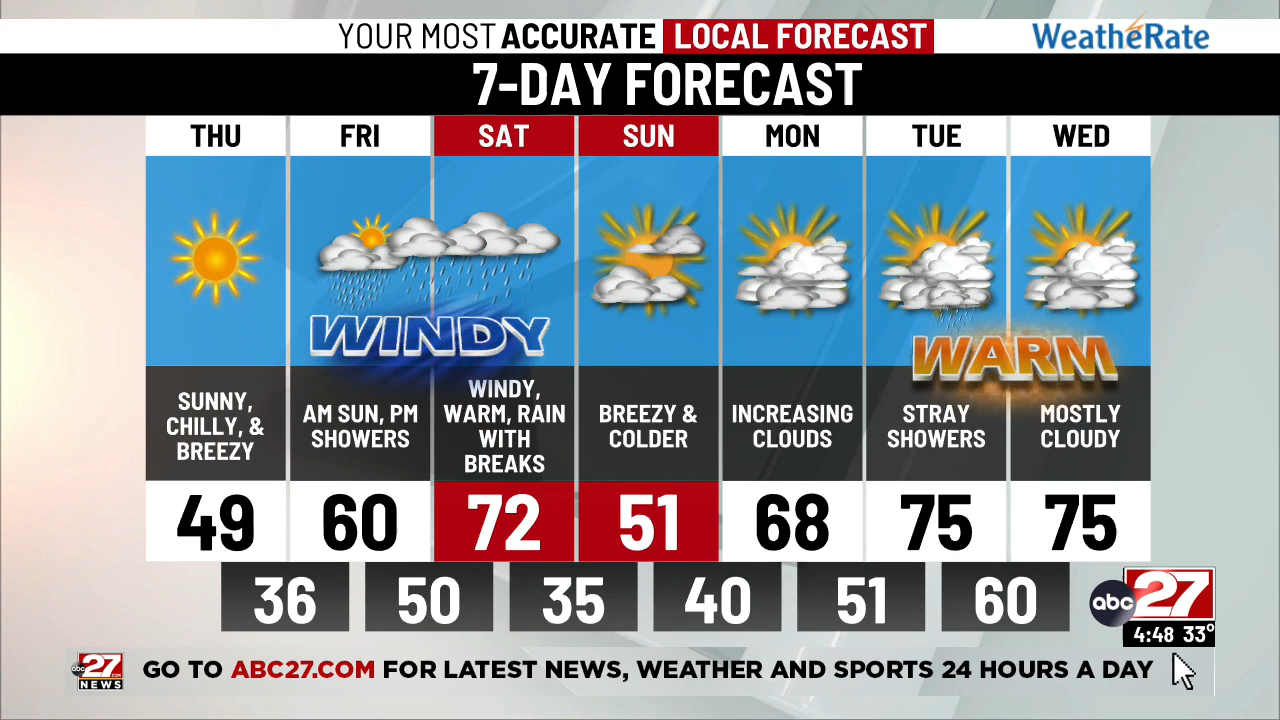 YOUR MOST ACCURATE LOCAL FORECAST
WeatheRate
7-DAY FORECAST
THU FRI SAT SUN MON TUE WED
WINDY
WARM
SUNNY,
CHILLY, &
BREEZY
AM SUN, PM
SHOWERS
WINDY,
WARM, RAIN
WITH
BREAKS
BREEZY &
COLDER
INCREASING
CLOUDS
STRAY
SHOWERS
MOSTLY
CLOUDY
49 60 72 51 68 75 75
36 50 35 40 51 60
abc 27
4:48 33°
abc 27 .COM
NEWS
GO TO ABC27.COM FOR LATEST NEWS, WEATHER AND SPORTS 24 HOURS A DAY